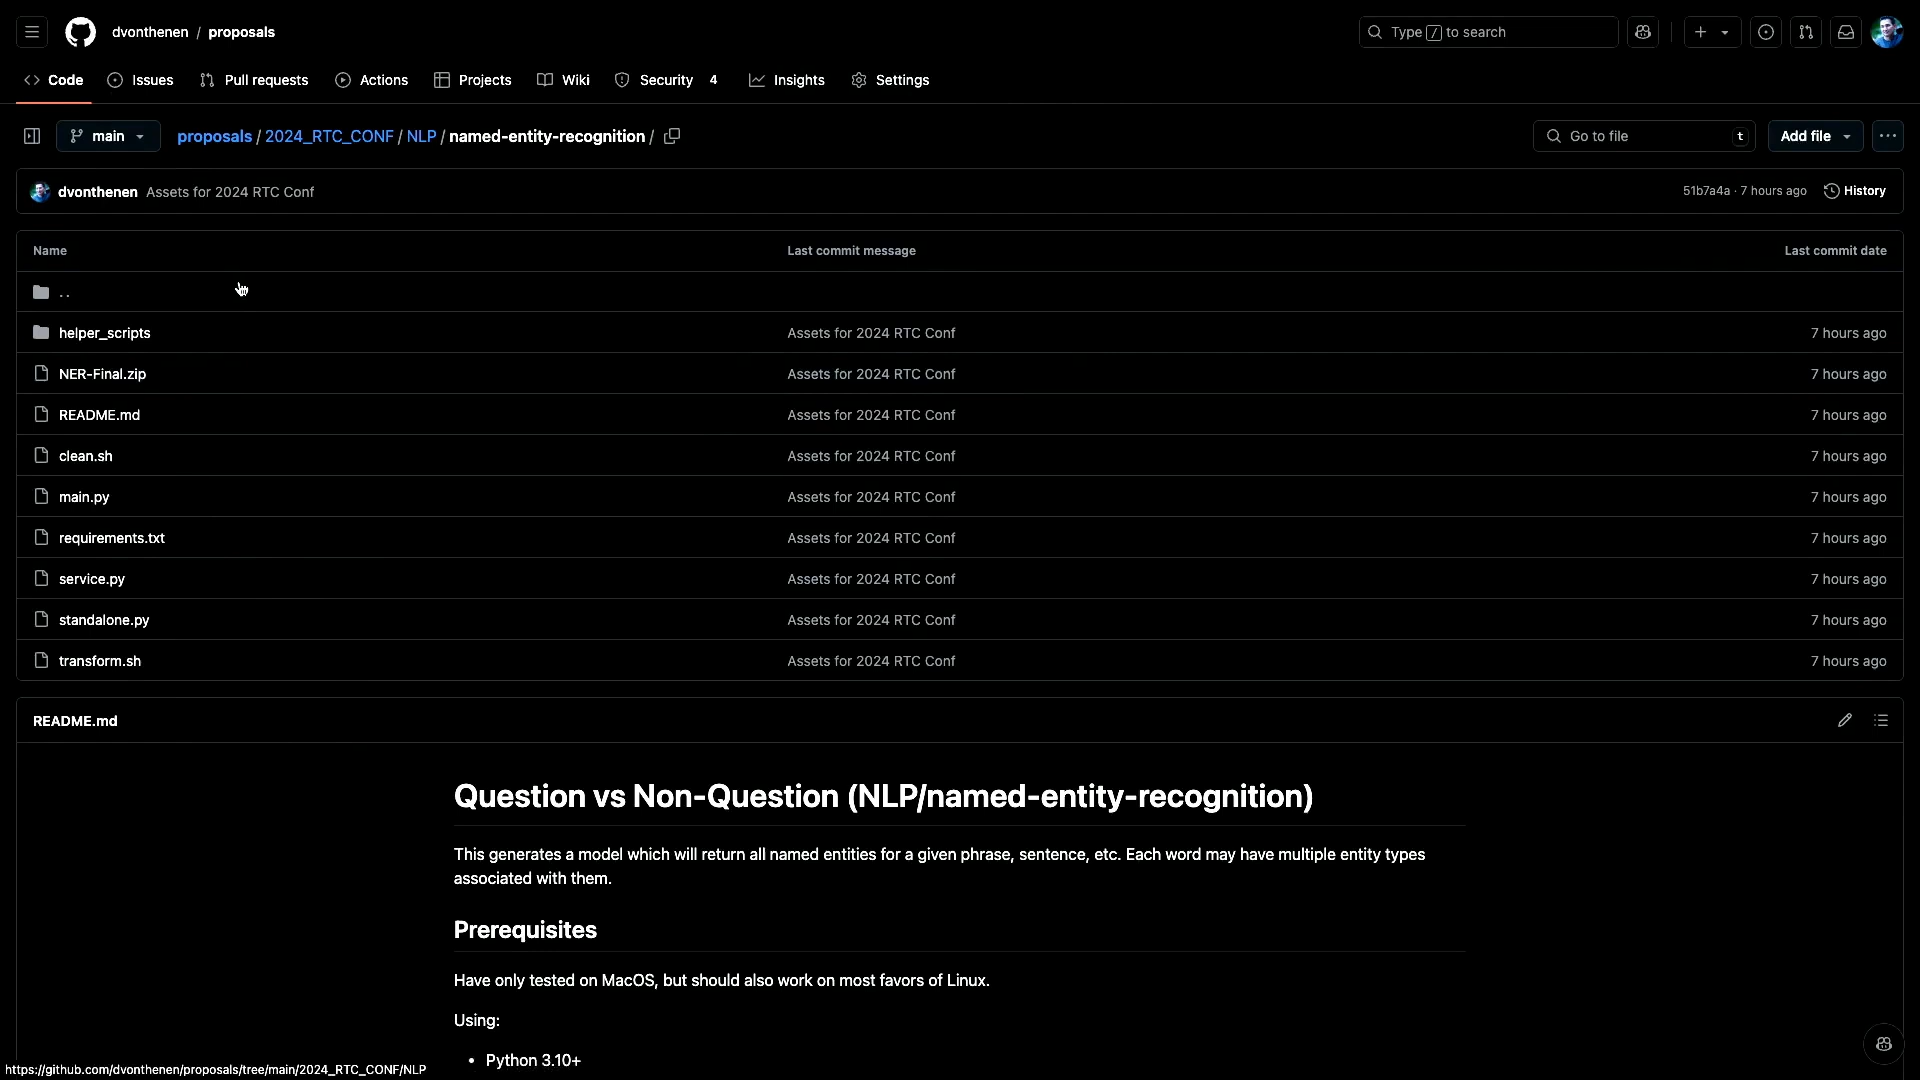 dvonthenen / proposals
Type / to search
Code
Issues
Pull requests
Actions
Projects
Wiki
Security 4
Insights
Settings
main
proposals / 2024_RTC_CONF / NLP / named-entity-recognition /
Go to file t
Add file
dvonthenen Assets for 2024 RTC Conf
51b7a4a · 7 hours ago
History
Name Last commit message Last commit date
..
helper_scripts Assets for 2024 RTC Conf 7 hours ago
NER-Final.zip Assets for 2024 RTC Conf 7 hours ago
README.md Assets for 2024 RTC Conf 7 hours ago
clean.sh Assets for 2024 RTC Conf 7 hours ago
main.py Assets for 2024 RTC Conf 7 hours ago
requirements.txt Assets for 2024 RTC Conf 7 hours ago
service.py Assets for 2024 RTC Conf 7 hours ago
standalone.py Assets for 2024 RTC Conf 7 hours ago
transform.sh Assets for 2024 RTC Conf 7 hours ago
README.md
Question vs Non-Question (NLP/named-entity-recognition)
This generates a model which will return all named entities for a given phrase, sentence, etc. Each word may have multiple entity types
associated with them.
Prerequisites
Have only tested on MacOS, but should also work on most favors of Linux.
Using:
• Python 3.10+
https://github.com/dvonthenen/proposals/tree/main/2024_RTC_CONF/NLP